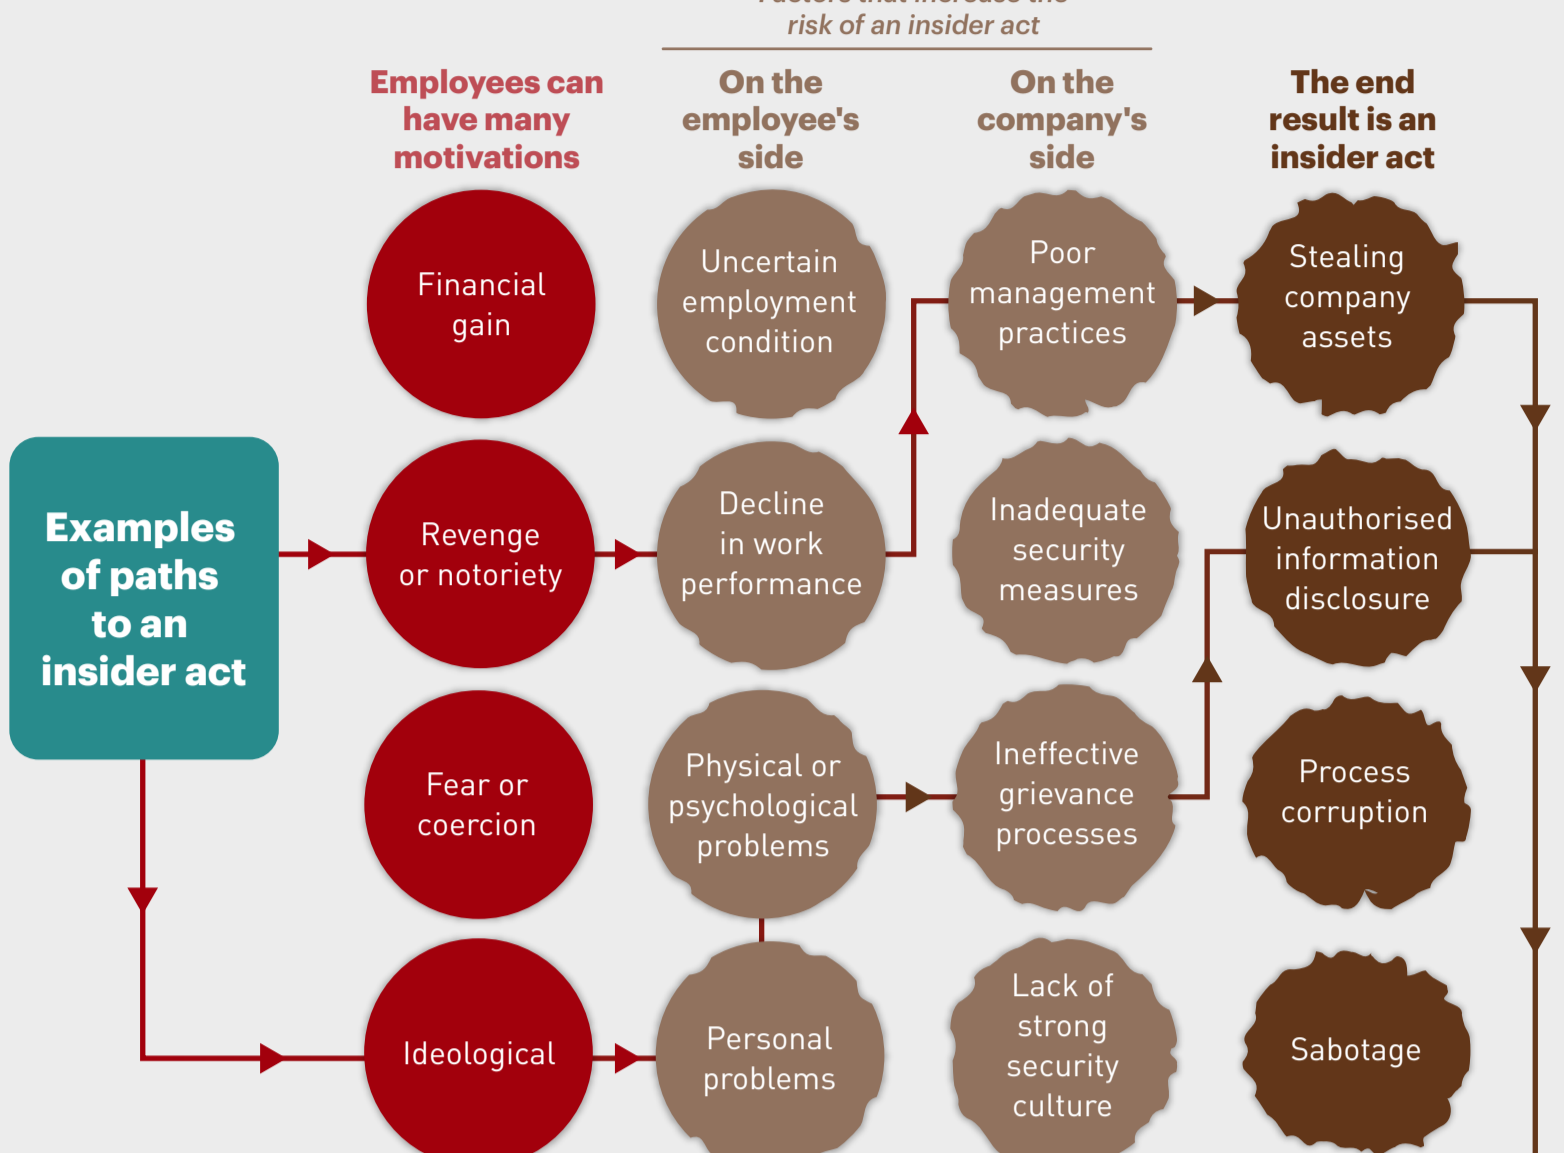 Factors that increase the
risk of an insider act
Employees can
have many
motivations
On the
employee's
side
On the
company's
side
The end
result is an
insider act
Examples
of paths
to an
insider act
Financial
gain
Uncertain
employment
condition
Poor
management
practices
Stealing
company
assets
Revenge
or notoriety
Decline
in work
performance
Inadequate
security
measures
Unauthorised
information
disclosure
Fear or
coercion
Physical or
psychological
problems
Ineffective
grievance
processes
Process
corruption
Ideological
Personal
problems
Lack of
strong
security
culture
Sabotage